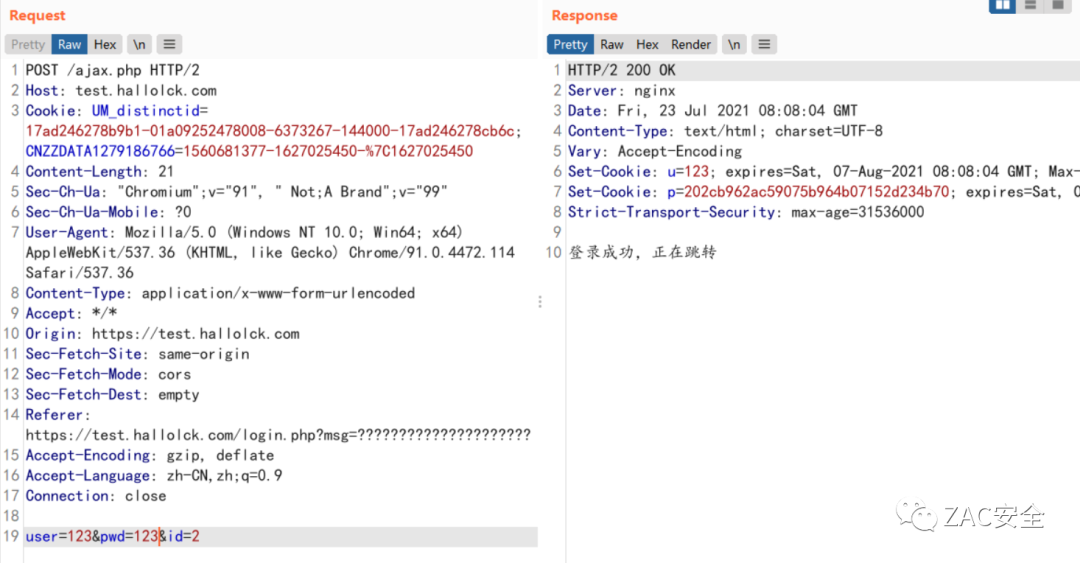 Request
Pretty Raw Hex \n
1 POST /ajax.php HTTP/2
2 Host: test.hallolck.com
3 Cookie: UM_distinctid=
17ad246278b9b1-01a09252478008-6373267-144000-17ad246278cb6c;
CNZZDATA1279186766=1560681377-1627025450-%7C1627025450
4 Content-Length: 21
5 Sec-Ch-Ua: "Chromium";v="91", " Not;A Brand";v="99"
6 Sec-Ch-Ua-Mobile: ?0
7 User-Agent: Mozilla/5.0 (Windows NT 10.0; Win64; x64)
AppleWebKit/537.36 (KHTML, like Gecko) Chrome/91.0.4472.114
Safari/537.36
8 Content-Type: application/x-www-form-urlencoded
9 Accept: */*
10 Origin: https://test.hallolck.com
11 Sec-Fetch-Site: same-origin
12 Sec-Fetch-Mode: cors
13 Sec-Fetch-Dest: empty
14 Referer:
https://test.hallolck.com/login.php?msg=?????????????????????
15 Accept-Encoding: gzip, deflate
16 Accept-Language: zh-CN,zh;q=0.9
17 Connection: close
18
19 user=123&pwd=123&id=2
Response
Pretty Raw Hex Render \n
1 HTTP/2 200 OK
2 Server: nginx
3 Date: Fri, 23 Jul 2021 08:08:04 GMT
4 Content-Type: text/html; charset=UTF-8
5 Vary: Accept-Encoding
6 Set-Cookie: u=123; expires=Sat, 07-Aug-2021 08:08:04 GMT; Max-
7 Set-Cookie: p=202cb962ac59075b964b07152d234b70; expires=Sat, 0
8 Strict-Transport-Security: max-age=31536000
9
10 登录成功，正在跳转
ZAC安全